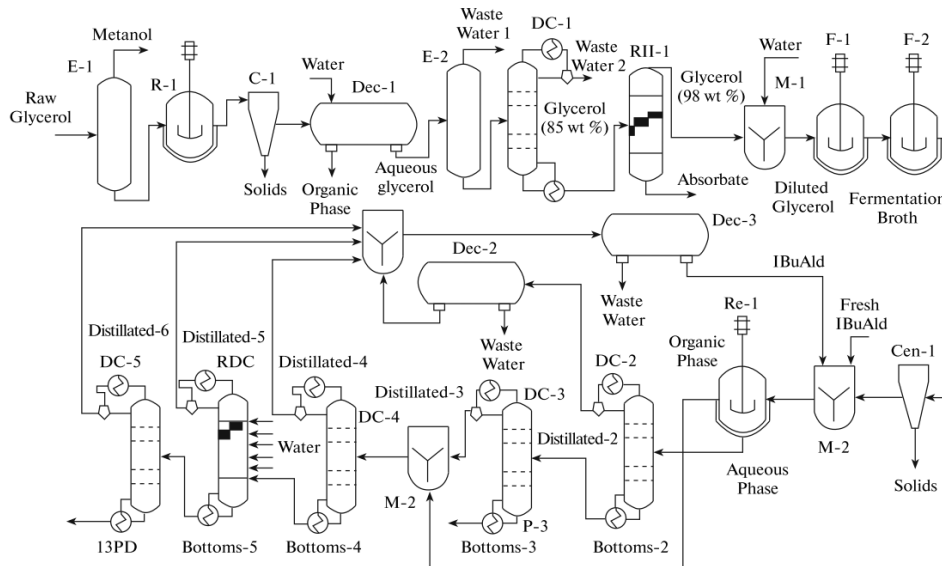 Metanol
E-1
Raw
Glycerol
R-1
C-1
Solids
Water
Dec-1
Organic
Phase
Aqueous
glycerol
Waste
Water 1
E-2
DC-1
Waste
Water 2
Glycerol
(85 wt %)
RII-1
Glycerol
(98 wt %)
Absorbate
Water
M-1
Diluted
Glycerol
F-1
F-2
Fermentation
Broth
Dec-3
Waste
Water
IBuAld
Dec-2
Waste
Water
Re-1
Organic
Phase
Aqueous
Phase
Fresh
IBuAld
Cen-1
M-2
Solids
Distillated-6
DC-5
13PD
Distillated-5
RDC
Water
Bottoms-5
Distillated-4
DC-4
Bottoms-4
Distillated-3
M-2
DC-3
P-3
Bottoms-3
Distillated-2
DC-2
Bottoms-2